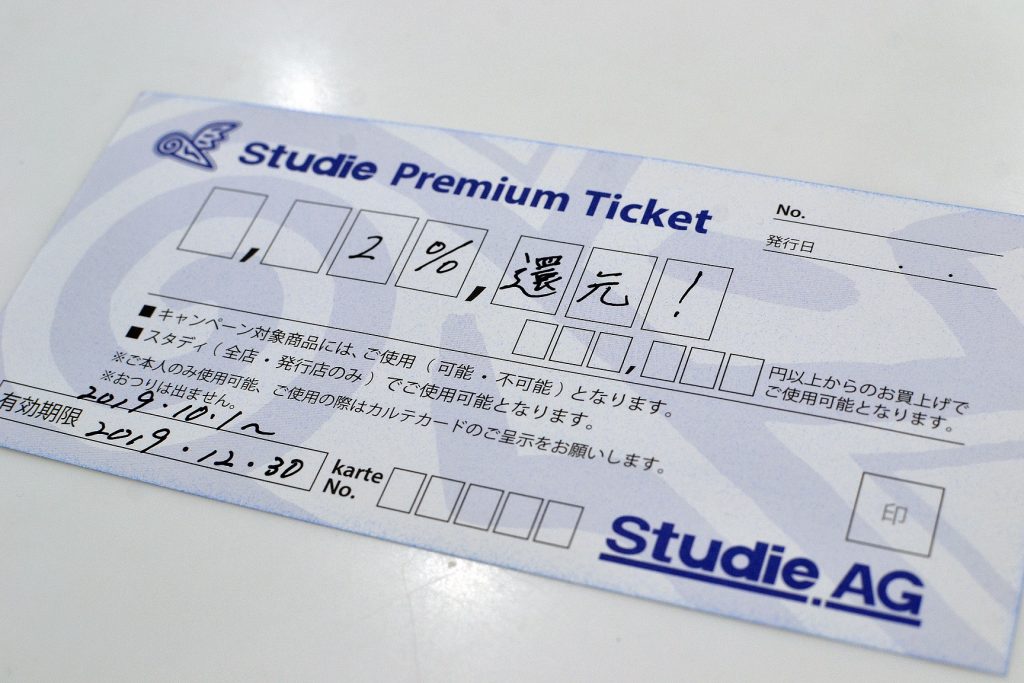 Studie Premium Ticket
No.
発行日 . .
, 2%, 還元!
,
円以上からのお買上げで
ご使用可能となります。
■キャンペーン対象商品には、ご使用(可能・不可能)となります。
■スタディ(全店・発行店のみ)でご使用可能となります。
※ご本人のみ使用可能、ご使用の際はカルテカードのご呈示をお願いします。
※おつりは出ません。
2019.10.1~
有効期限 2019.12.30
karte
No.
印
Studie AG